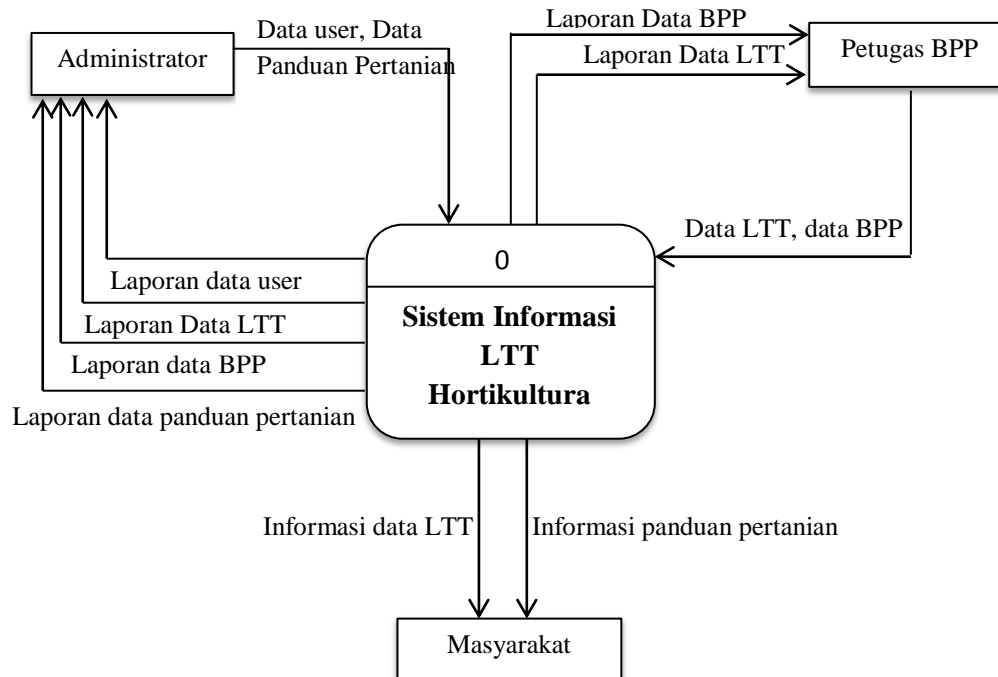 Administrator
Data user, Data
Panduan Pertanian
Laporan Data BPP
Laporan Data LTT
Petugas BPP
Data LTT, data BPP
0
Sistem Informasi
LTT
Hortikultura
Laporan data user
Laporan Data LTT
Laporan data BPP
Laporan data panduan pertanian
Informasi data LTT
Informasi panduan pertanian
Masyarakat